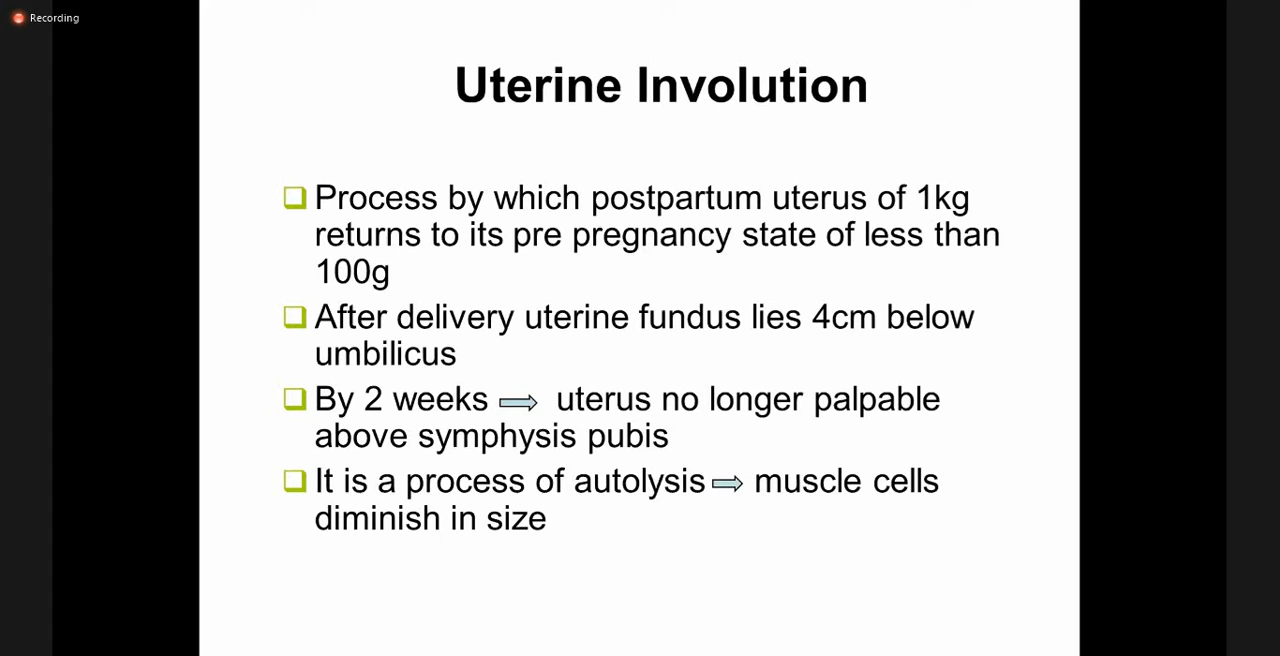 Recording
Uterine Involution
Process by which postpartum uterus of 1kg
returns to its pre pregnancy state of less than
100g
After delivery uterine fundus lies 4cm below
umbilicus
By 2 weeks ⇨ uterus no longer palpable
above symphysis pubis
It is a process of autolysis ⇨ muscle cells
diminish in size